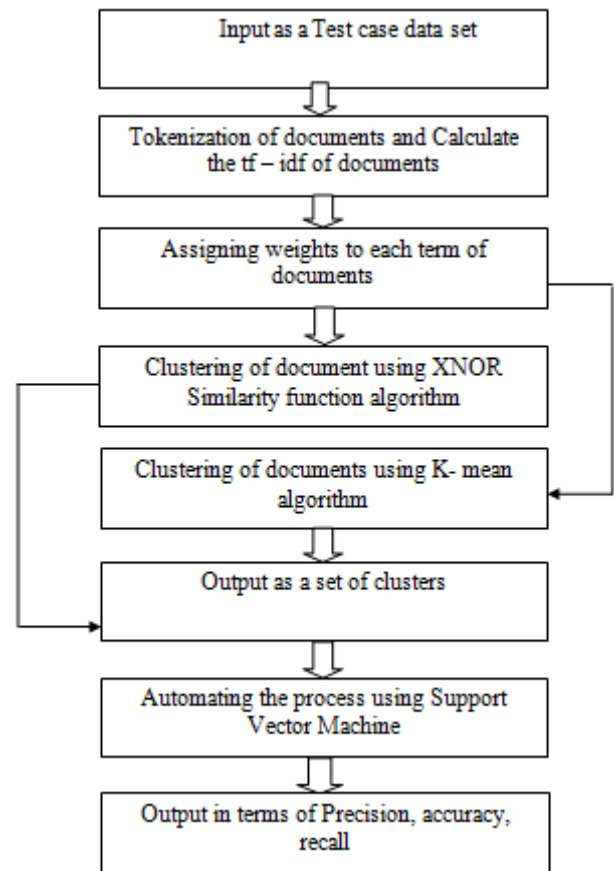 Input as a Test case data set
Tokenization of documents and Calculate
the tf – idf of documents
Assigning weights to each term of
documents
Clustering of document using XNOR
Similarity function algorithm
Clustering of documents using K- mean
algorithm
Output as a set of clusters
Automating the process using Support
Vector Machine
Output in terms of Precision, accuracy,
recall